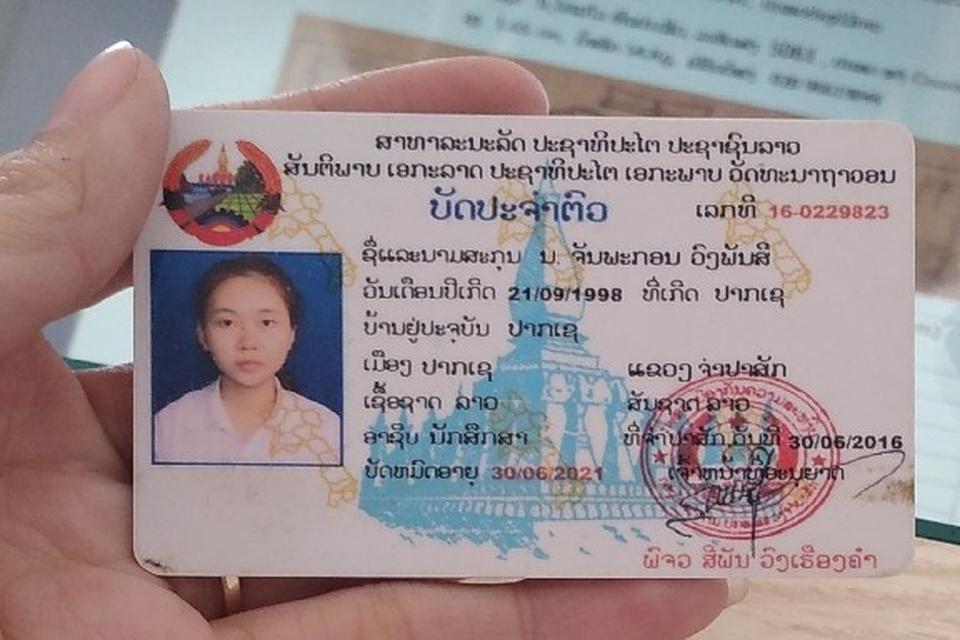 ສາທາລະນະລັດ ປະຊາທິປະໄຕ ປະຊາຊົນລາວ
ສັນຕິພາບ ເອກະລາດ ປະຊາທິປະໄຕ ເອກະພາບ ວັດທະນາຖາວອນ
ບັດປະຈຳຕົວ ເລກທີ 16-0229823
ຊື່ແລະນາມສະກຸນ ນ. ຈັນພະກອນ ວົງພັນສີ
ວັນເດືອນປີເກີດ 21/09/1998 ທີ່ເກີດ ປາກເຊ
ບ້ານຢູ່ປະຈຸບັນ ປາກເຊ
ເມືອງ ປາກເຊ ແຂວງ ຈຳປາສັກ
ເຊື້ອຊາດ ລາວ ສັນຊາດ ລາວ
ອາຊີບ ນັກສຶກສາ ທີ່ຈຳປາສັກ,ວັນທີ 30/06/2016
ບັດຫມົດອາຍຸ 30/06/2021 ເຈົ້າຫນ້າທີ່ອະນຸຍາດ
ພົຈວ ສີພັນ ວົງເຮືອງຄຳ